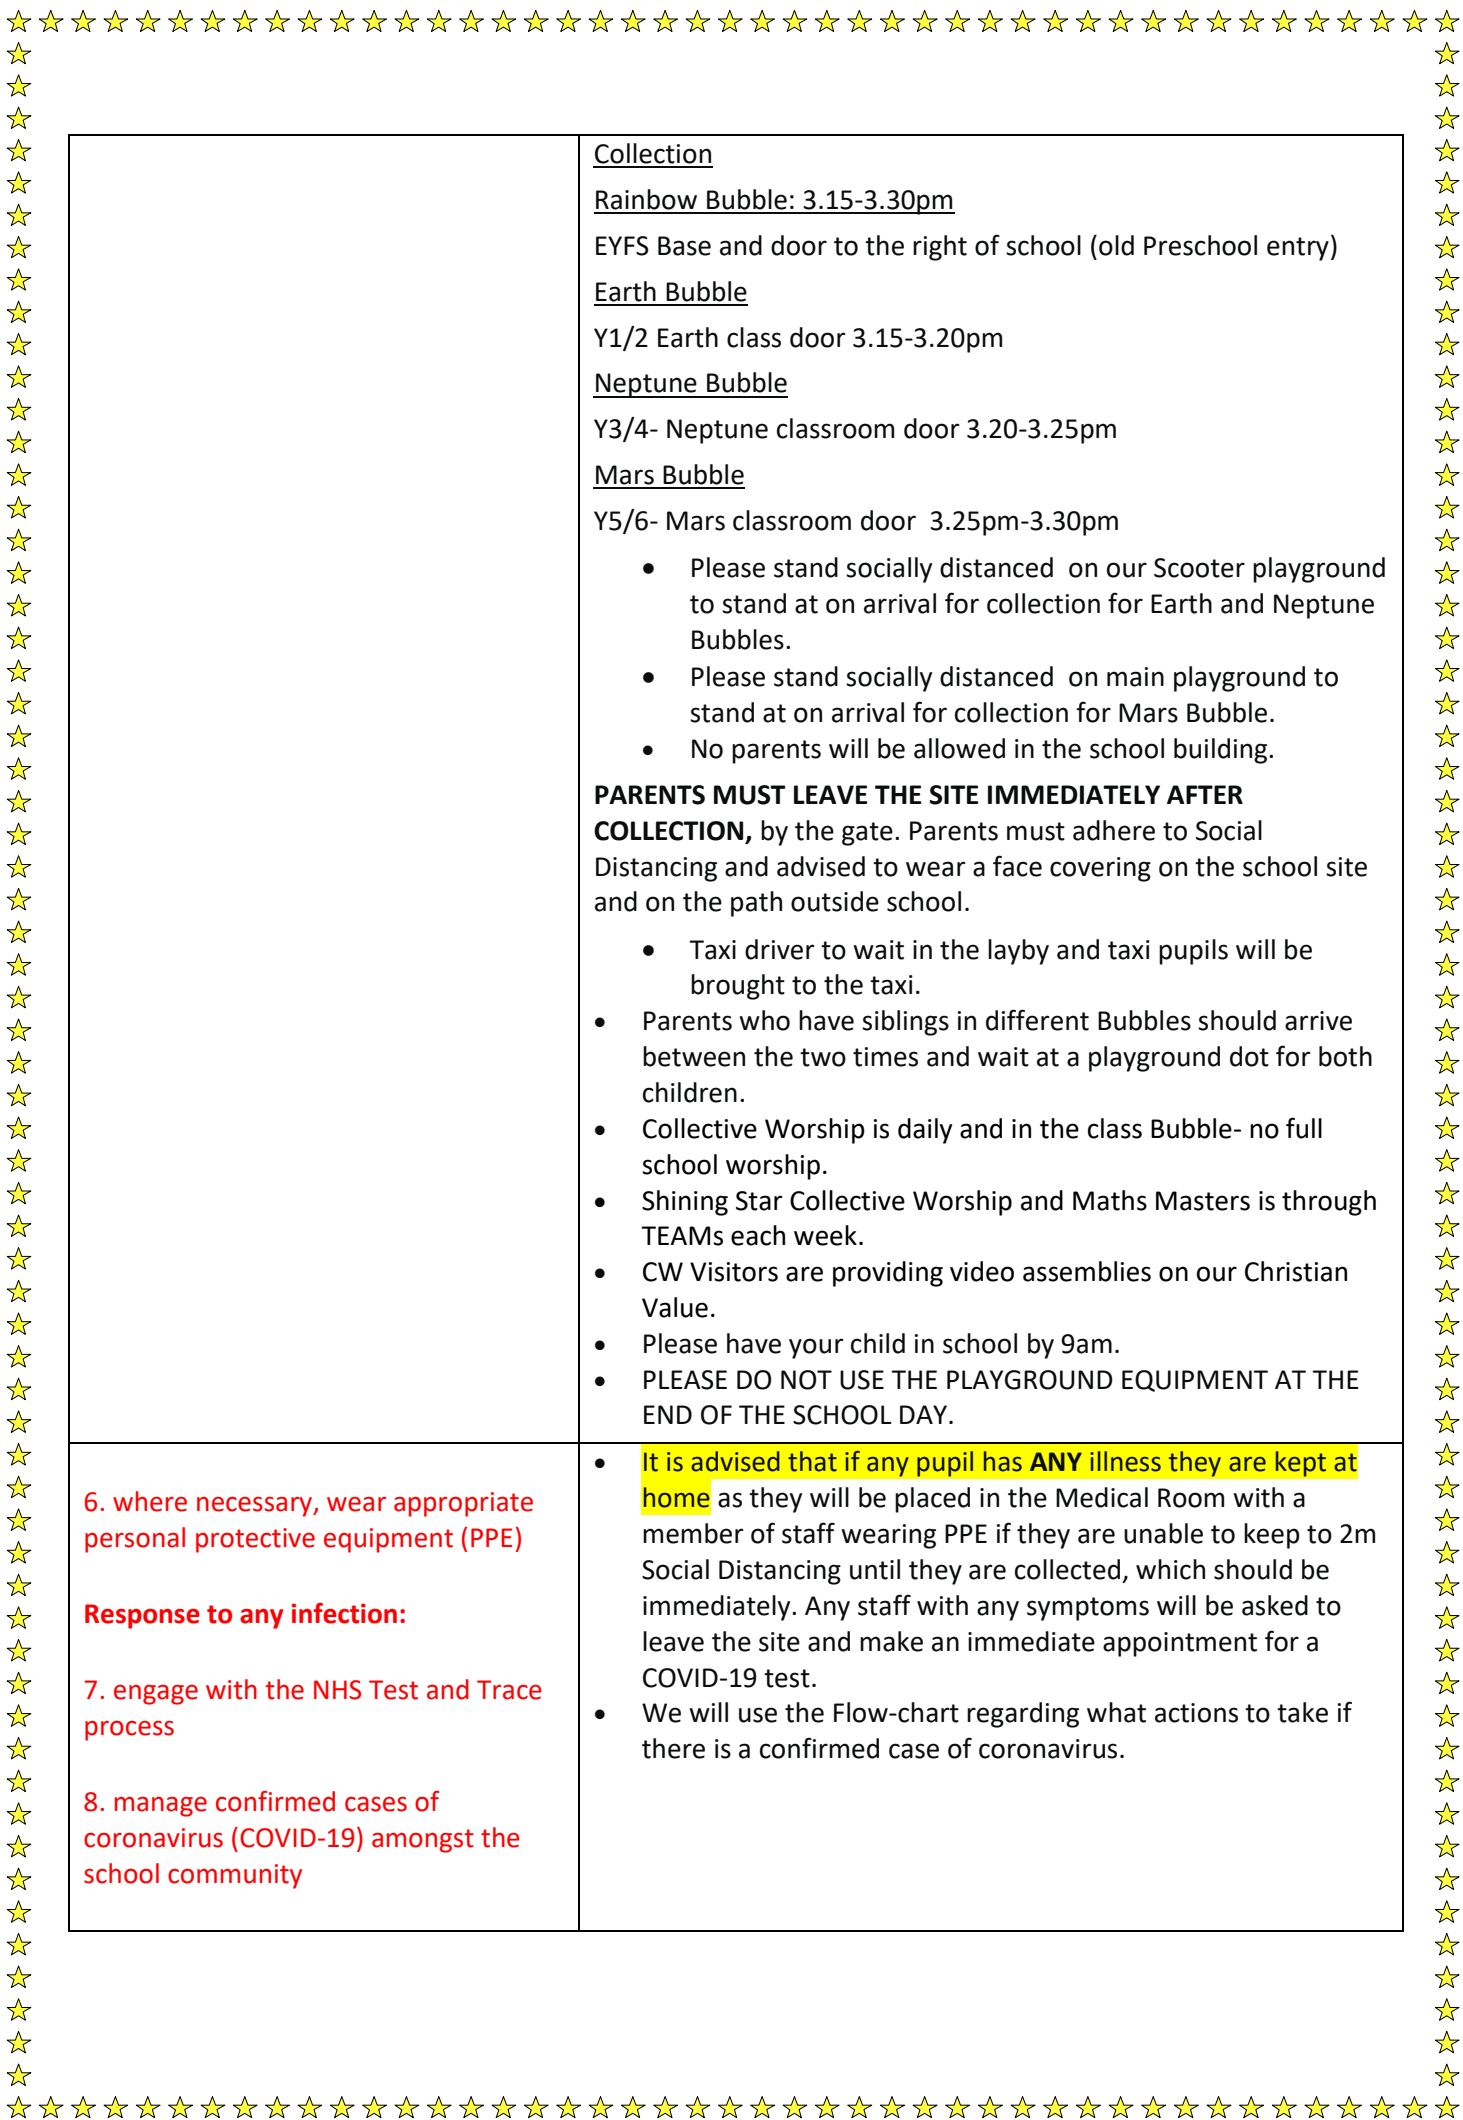 Collection
Rainbow Bubble: 3.15-3.30pm
EYFS Base and door to the right of school (old Preschool entry)
Earth Bubble
Y1/2 Earth class door 3.15-3.20pm
Neptune Bubble
Y3/4- Neptune classroom door 3.20-3.25pm
Mars Bubble
Y5/6- Mars classroom door  3.25pm-3.30pm
• Please stand socially distanced  on our Scooter playground
to stand at on arrival for collection for Earth and Neptune
Bubbles.
• Please stand socially distanced  on main playground to
stand at on arrival for collection for Mars Bubble.
• No parents will be allowed in the school building.
PARENTS MUST LEAVE THE SITE IMMEDIATELY AFTER
COLLECTION, by the gate. Parents must adhere to Social
Distancing and advised to wear a face covering on the school site
and on the path outside school.
• Taxi driver to wait in the layby and taxi pupils will be
brought to the taxi.
• Parents who have siblings in different Bubbles should arrive
between the two times and wait at a playground dot for both
children.
• Collective Worship is daily and in the class Bubble- no full
school worship.
• Shining Star Collective Worship and Maths Masters is through
TEAMs each week.
• CW Visitors are providing video assemblies on our Christian
Value.
• Please have your child in school by 9am.
• PLEASE DO NOT USE THE PLAYGROUND EQUIPMENT AT THE
END OF THE SCHOOL DAY.
6. where necessary, wear appropriate
personal protective equipment (PPE)
Response to any infection:
7. engage with the NHS Test and Trace
process
8. manage confirmed cases of
coronavirus (COVID-19) amongst the
school community
• It is advised that if any pupil has ANY illness they are kept at
home as they will be placed in the Medical Room with a
member of staff wearing PPE if they are unable to keep to 2m
Social Distancing until they are collected, which should be
immediately. Any staff with any symptoms will be asked to
leave the site and make an immediate appointment for a
COVID-19 test.
• We will use the Flow-chart regarding what actions to take if
there is a confirmed case of coronavirus.